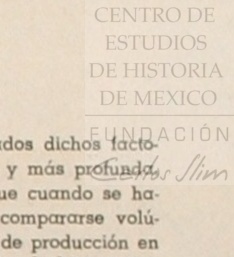 CENTRO DE
ESTUDIOS
DE HISTORIA
DE MEXICO
FUNDACIÓN
Carlos Slim
dos dichos facto-
y más profunda
ue cuando se ha-
compararse volú-
de producción en